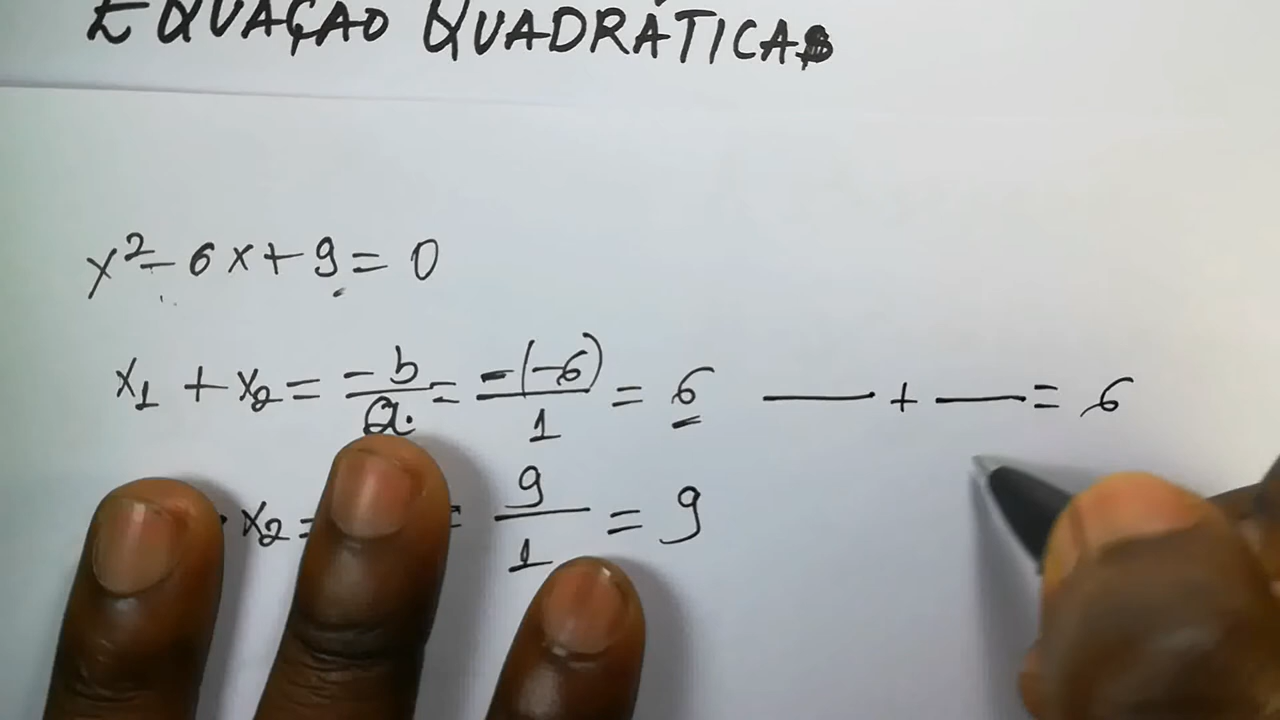 EQUAÇÃO QUADRÁTICAS
x² - 6x + 9 = 0
x₁ + x₂ = -b/a = -(-6)/1 = 6 ___ + ___ = 6
· x₂ = = 9/1 = 9